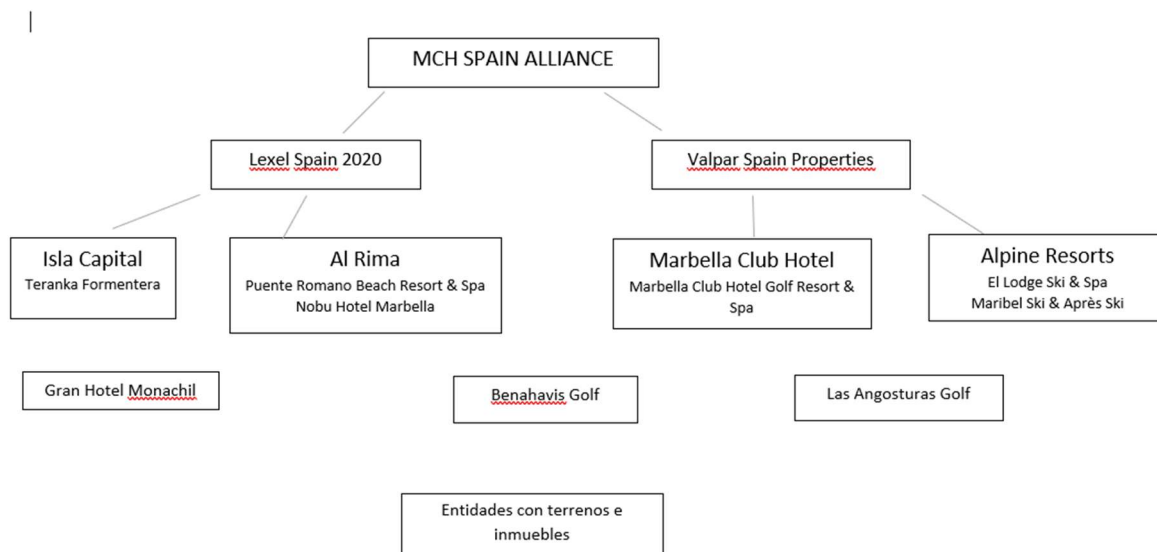 MCH SPAIN ALLIANCE
Lexel Spain 2020
Valpar Spain Properties
Isla Capital
Teranka Formentera
Al Rima
Puente Romano Beach Resort & Spa
Nobu Hotel Marbella
Marbella Club Hotel
Marbella Club Hotel Golf Resort &
Spa
Alpine Resorts
El Lodge Ski & Spa
Maribel Ski & Après Ski
Gran Hotel Monachil
Benahavis Golf
Las Angosturas Golf
Entidades con terrenos e
inmuebles